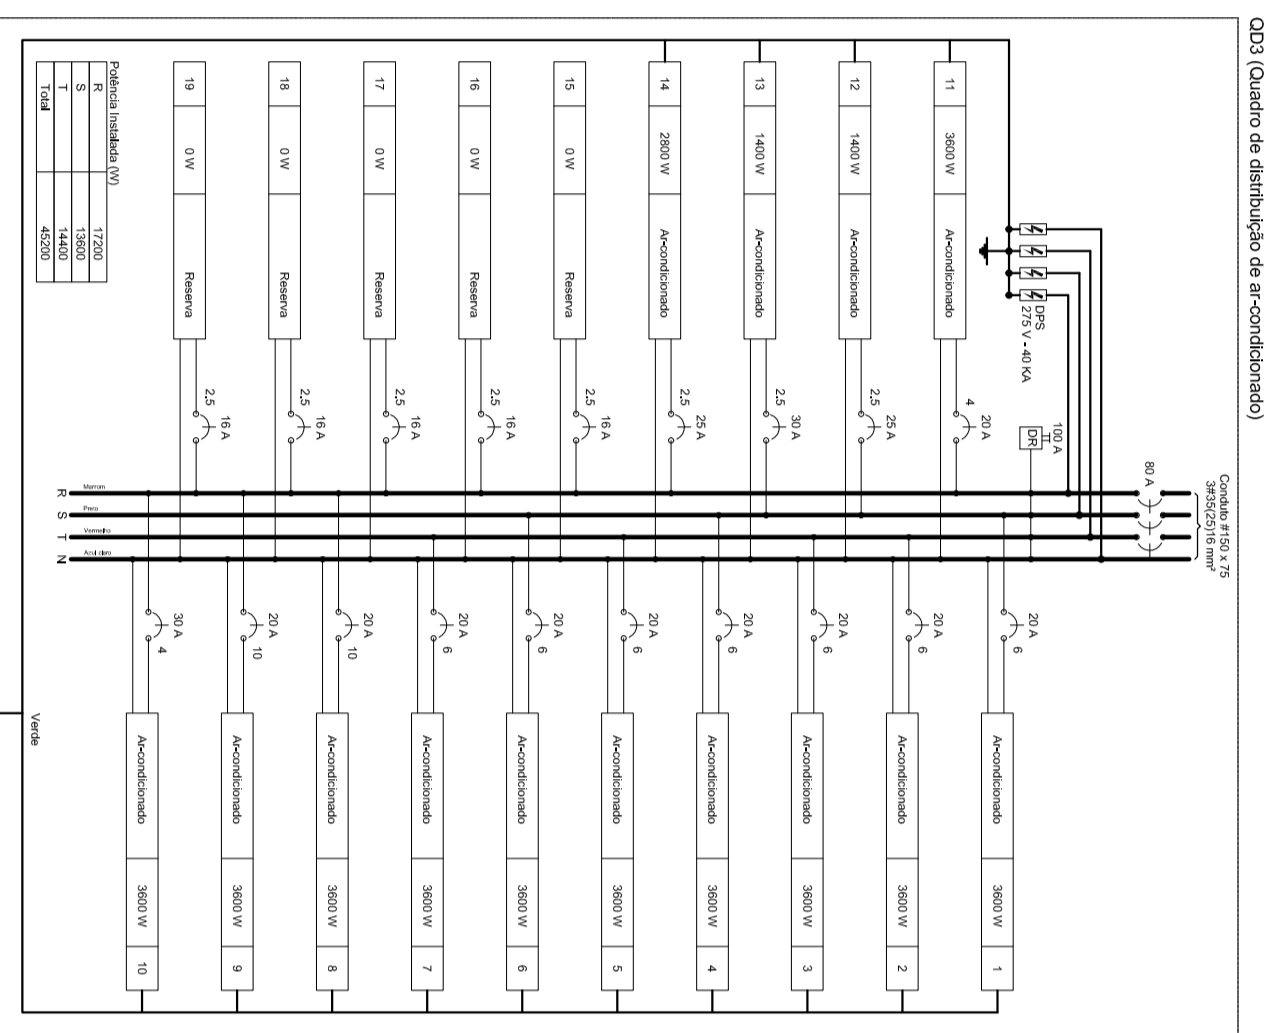 QD3 (Quadro de distribuição de ar-condicionado)
Conduto #150 x 75
3#35(25)16 mm²
80 A
100 A
DR
DPS
275 V - 40 KA
11 3600 W Ar-condicionado 4 20 A
12 1400 W Ar-condicionado 2.5 25 A
13 1400 W Ar-condicionado 2.5 30 A
14 2800 W Ar-condicionado 2.5 25 A
15 0 W Reserva 2.5 16 A
16 0 W Reserva 2.5 16 A
17 0 W Reserva 2.5 16 A
18 0 W Reserva 2.5 16 A
19 0 W Reserva 2.5 16 A
R Marrom
S Preto
T Vermelho
N Azul claro
20 A 6 Ar-condicionado 3600 W 1
20 A 6 Ar-condicionado 3600 W 2
20 A 6 Ar-condicionado 3600 W 3
20 A 6 Ar-condicionado 3600 W 4
20 A 6 Ar-condicionado 3600 W 5
20 A 6 Ar-condicionado 3600 W 6
20 A 6 Ar-condicionado 3600 W 7
20 A 10 Ar-condicionado 3600 W 8
20 A 10 Ar-condicionado 3600 W 9
30 A 4 Ar-condicionado 3600 W 10
Potência Instalada (W)
R 17200
S 13600
T 14400
Total 45200
Verde